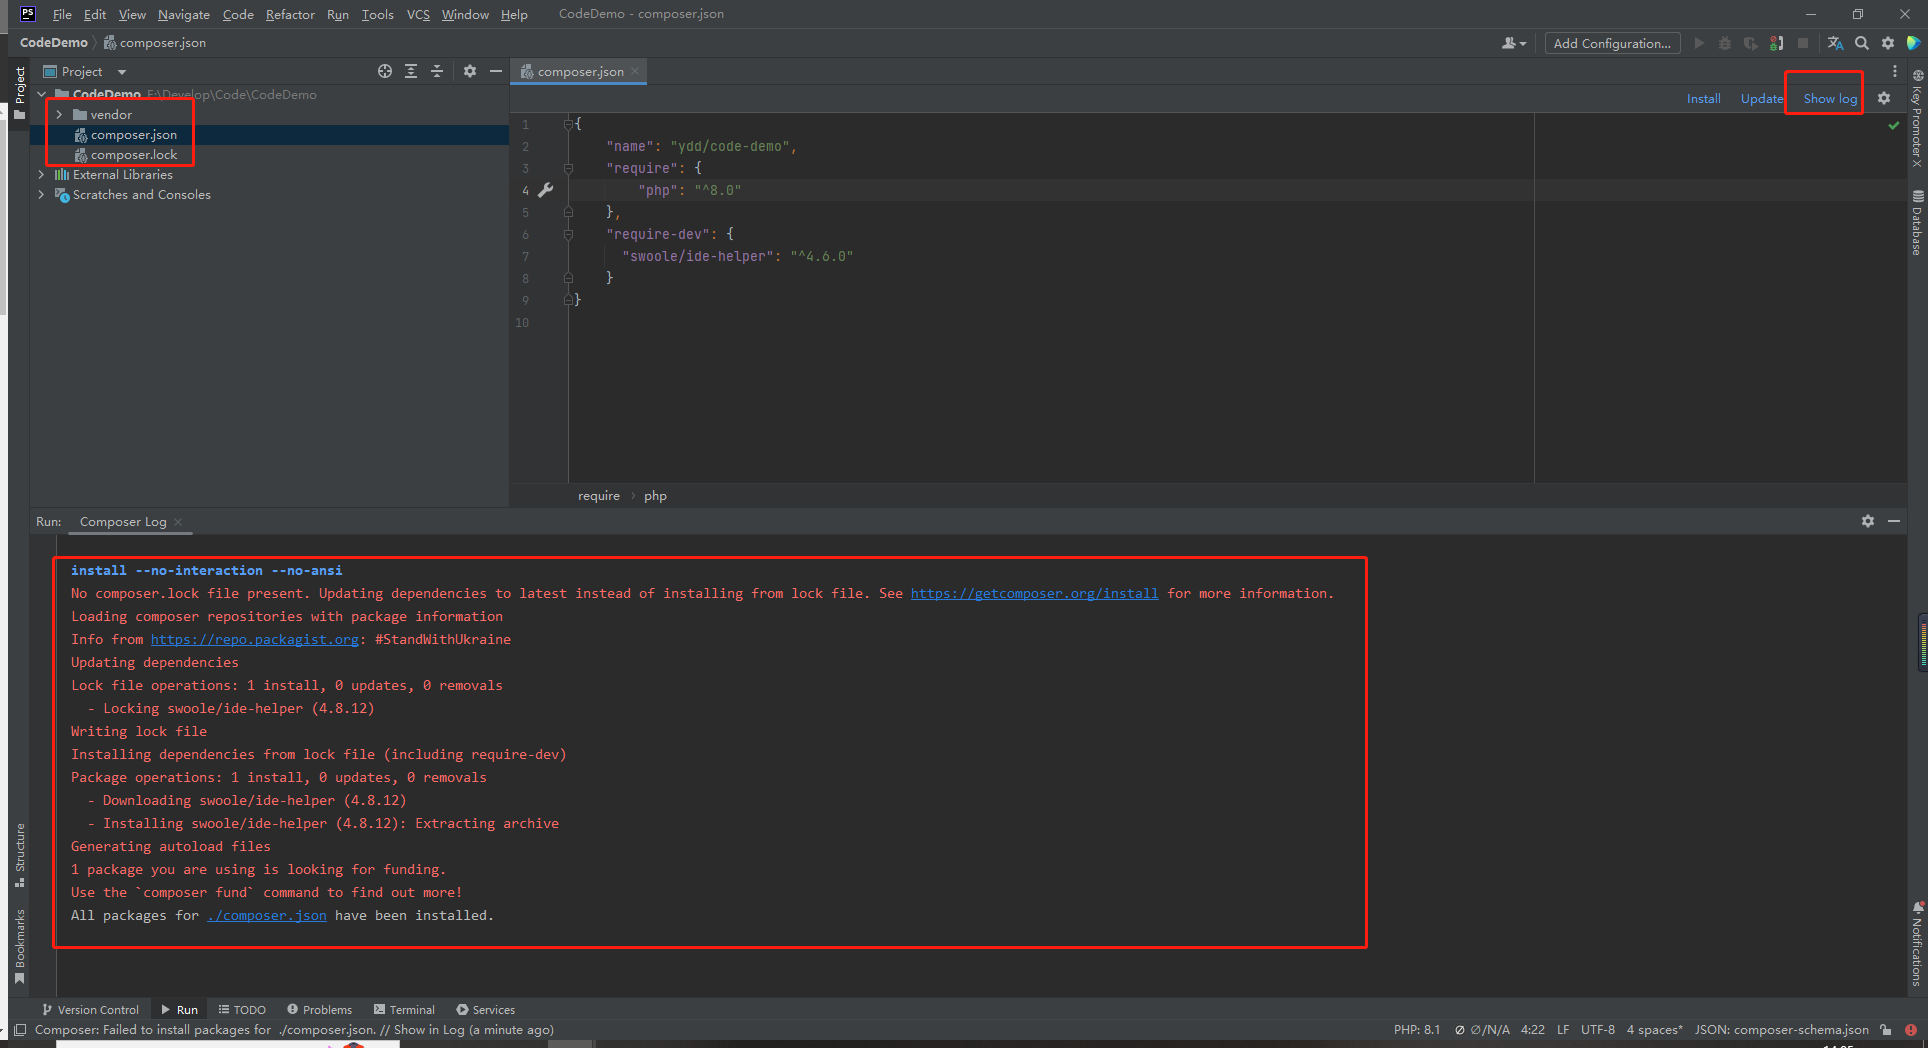 PS File Edit View Navigate Code Refactor Run Tools VCS Window Help CodeDemo - composer.json
CodeDemo composer.json Add Configuration...
Project composer.json
Project
CodeDemo E:\Develop\Code\CodeDemo
Install Update Show log
vendor
composer.json
composer.lock
External Libraries
Scratches and Consoles
1 {
2 "name": "ydd/code-demo",
3 "require": {
4 "php": "^8.0"
5 },
6 "require-dev": {
7 "swoole/ide-helper": "^4.6.0"
8 }
9 }
10
require php
Key Promoter X
Database
Run: Composer Log
install --no-interaction --no-ansi
No composer.lock file present. Updating dependencies to latest instead of installing from lock file. See https://getcomposer.org/install for more information.
Loading composer repositories with package information
Info from https://repo.packagist.org: #StandWithUkraine
Updating dependencies
Lock file operations: 1 install, 0 updates, 0 removals
- Locking swoole/ide-helper (4.8.12)
Writing lock file
Installing dependencies from lock file (including require-dev)
Package operations: 1 install, 0 updates, 0 removals
- Downloading swoole/ide-helper (4.8.12)
- Installing swoole/ide-helper (4.8.12): Extracting archive
Generating autoload files
1 package you are using is looking for funding.
Use the `composer fund` command to find out more!
All packages for ./composer.json have been installed.
Structure
Bookmarks
Notifications
Version Control Run TODO Problems Terminal Services
Composer: Failed to install packages for ./composer.json. // Show in Log (a minute ago) PHP: 8.1 ∅/N/A 4:22 LF UTF-8 4 spaces* JSON: composer-schema.json